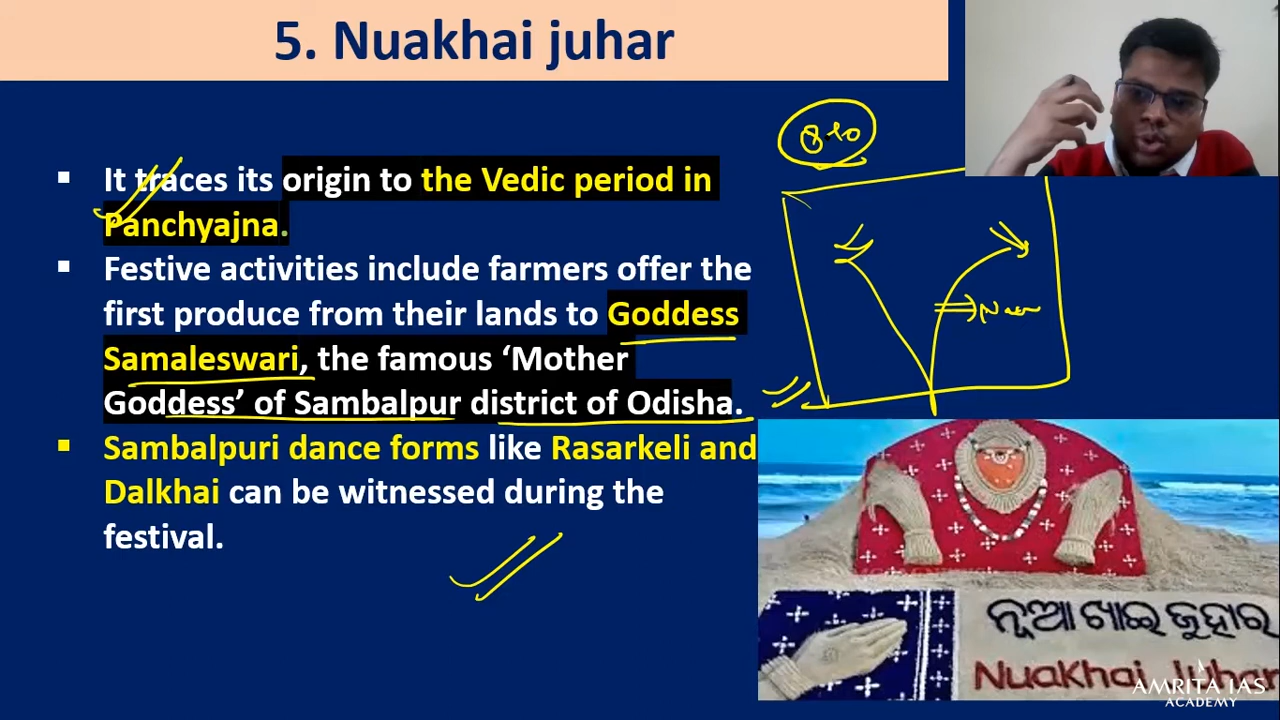 5. Nuakhai juhar
▪ It traces its origin to the Vedic period in
Panchyajna.
▪ Festive activities include farmers offer the
first produce from their lands to Goddess
Samaleswari, the famous ‘Mother
Goddess’ of Sambalpur district of Odisha.
▪ Sambalpuri dance forms like Rasarkeli and
Dalkhai can be witnessed during the
festival.
ନୂଆ ଖାଇ ଜୁହାର
NuaKhai Juhar
AMRITA IAS
ACADEMY